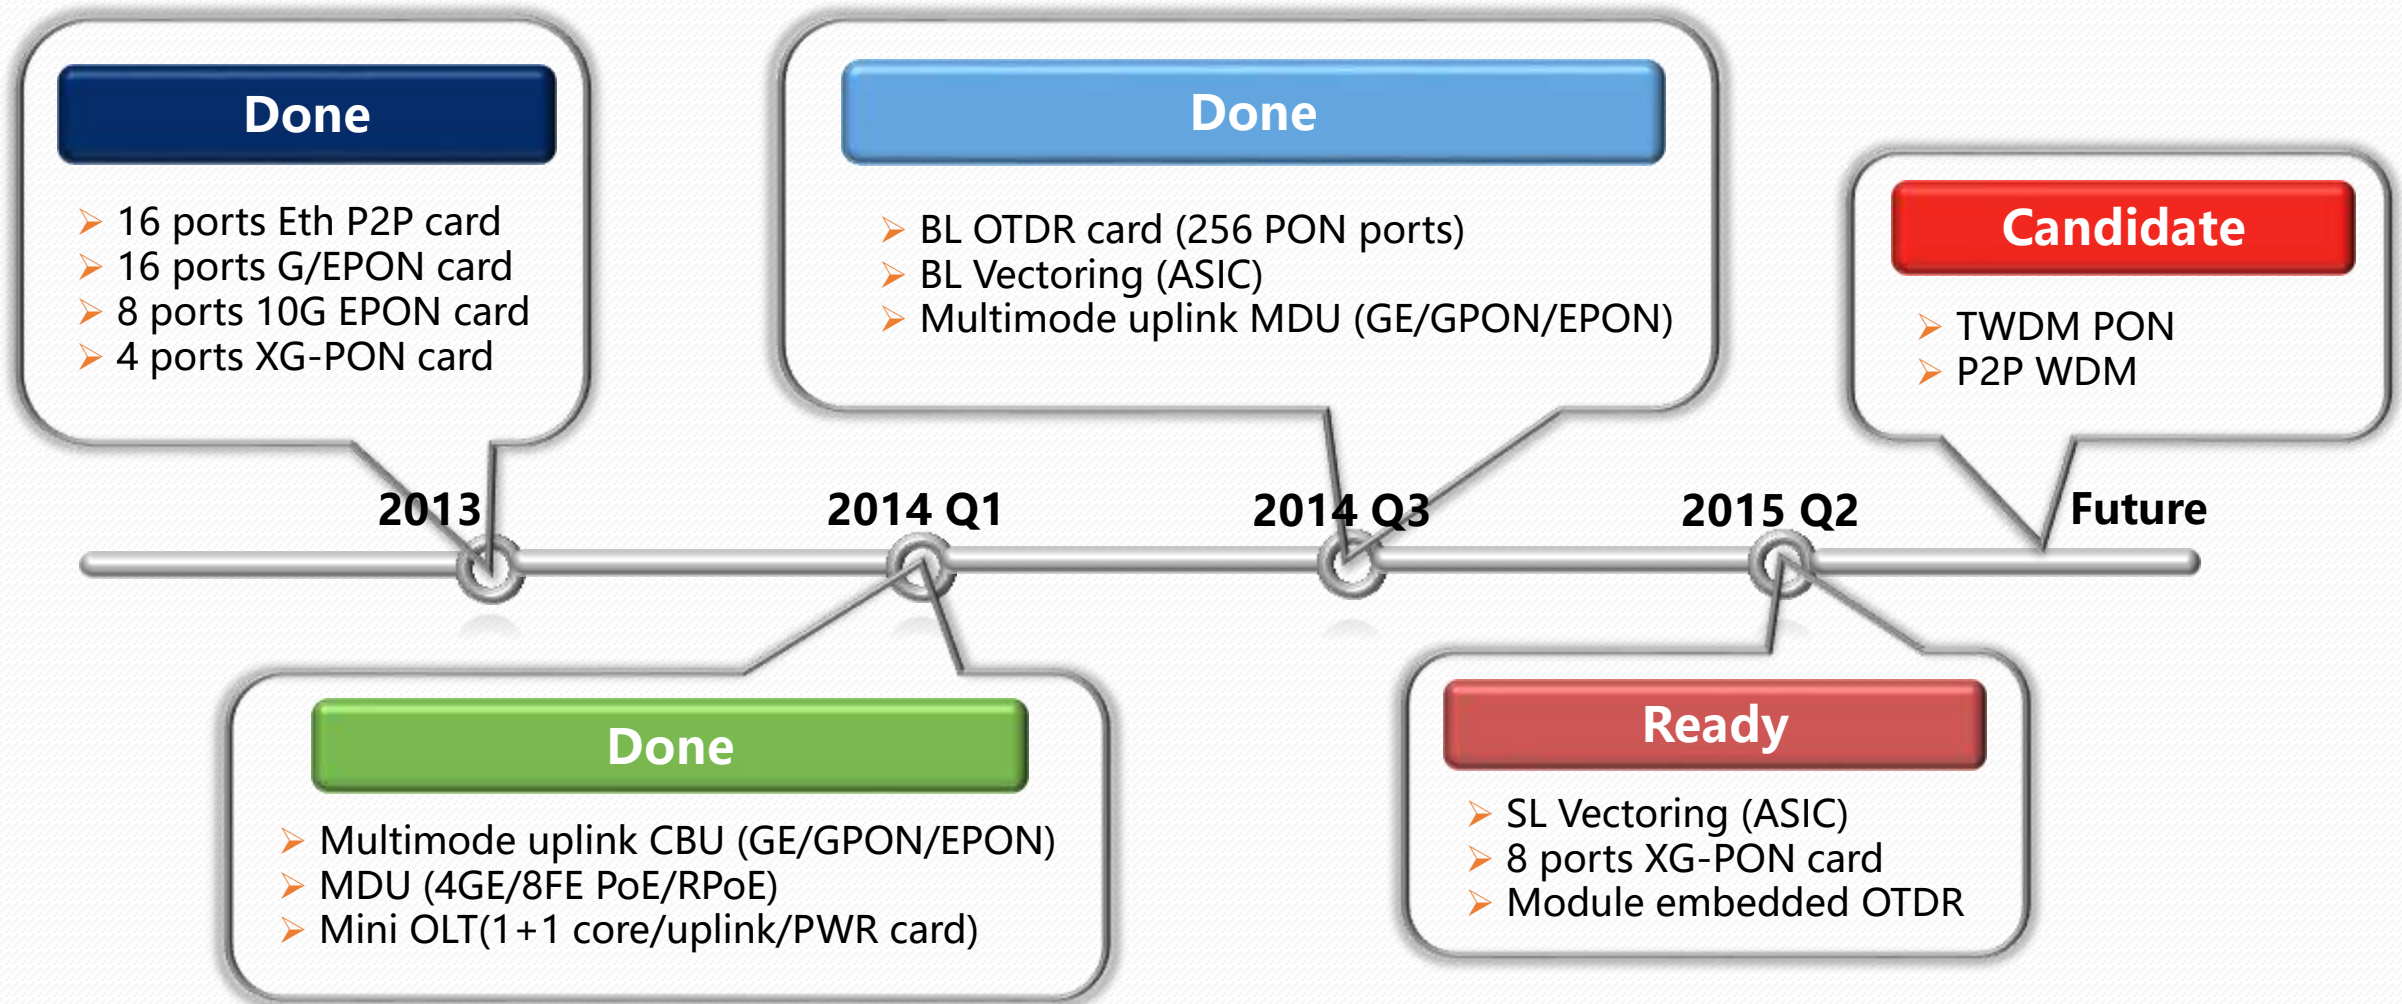 Done
➢ 16 ports Eth P2P card
➢ 16 ports G/EPON card
➢ 8 ports 10G EPON card
➢ 4 ports XG-PON card
Done
➢ BL OTDR card (256 PON ports)
➢ BL Vectoring (ASIC)
➢ Multimode uplink MDU (GE/GPON/EPON)
Candidate
➢ TWDM PON
➢ P2P WDM
2013
2014 Q1
2014 Q3
2015 Q2
Future
Done
➢ Multimode uplink CBU (GE/GPON/EPON)
➢ MDU (4GE/8FE PoE/RPoE)
➢ Mini OLT(1+1 core/uplink/PWR card)
Ready
➢ SL Vectoring (ASIC)
➢ 8 ports XG-PON card
➢ Module embedded OTDR